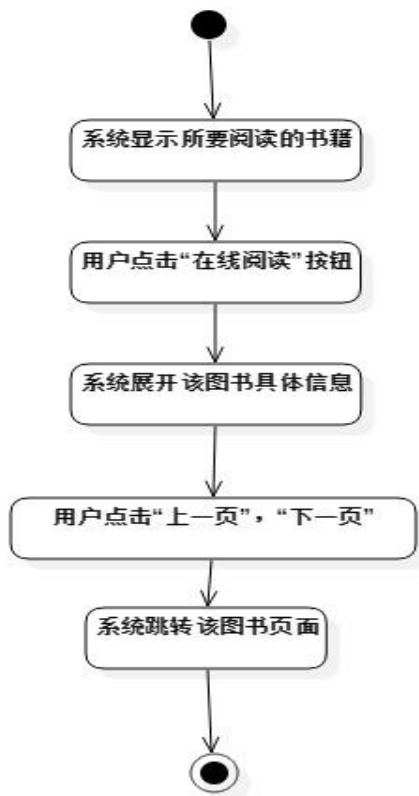 系统显示所要阅读的书籍
用户点击“在线阅读”按钮
系统展开该图书具体信息
用户点击“上一页”，“下一页”
系统跳转该图书页面